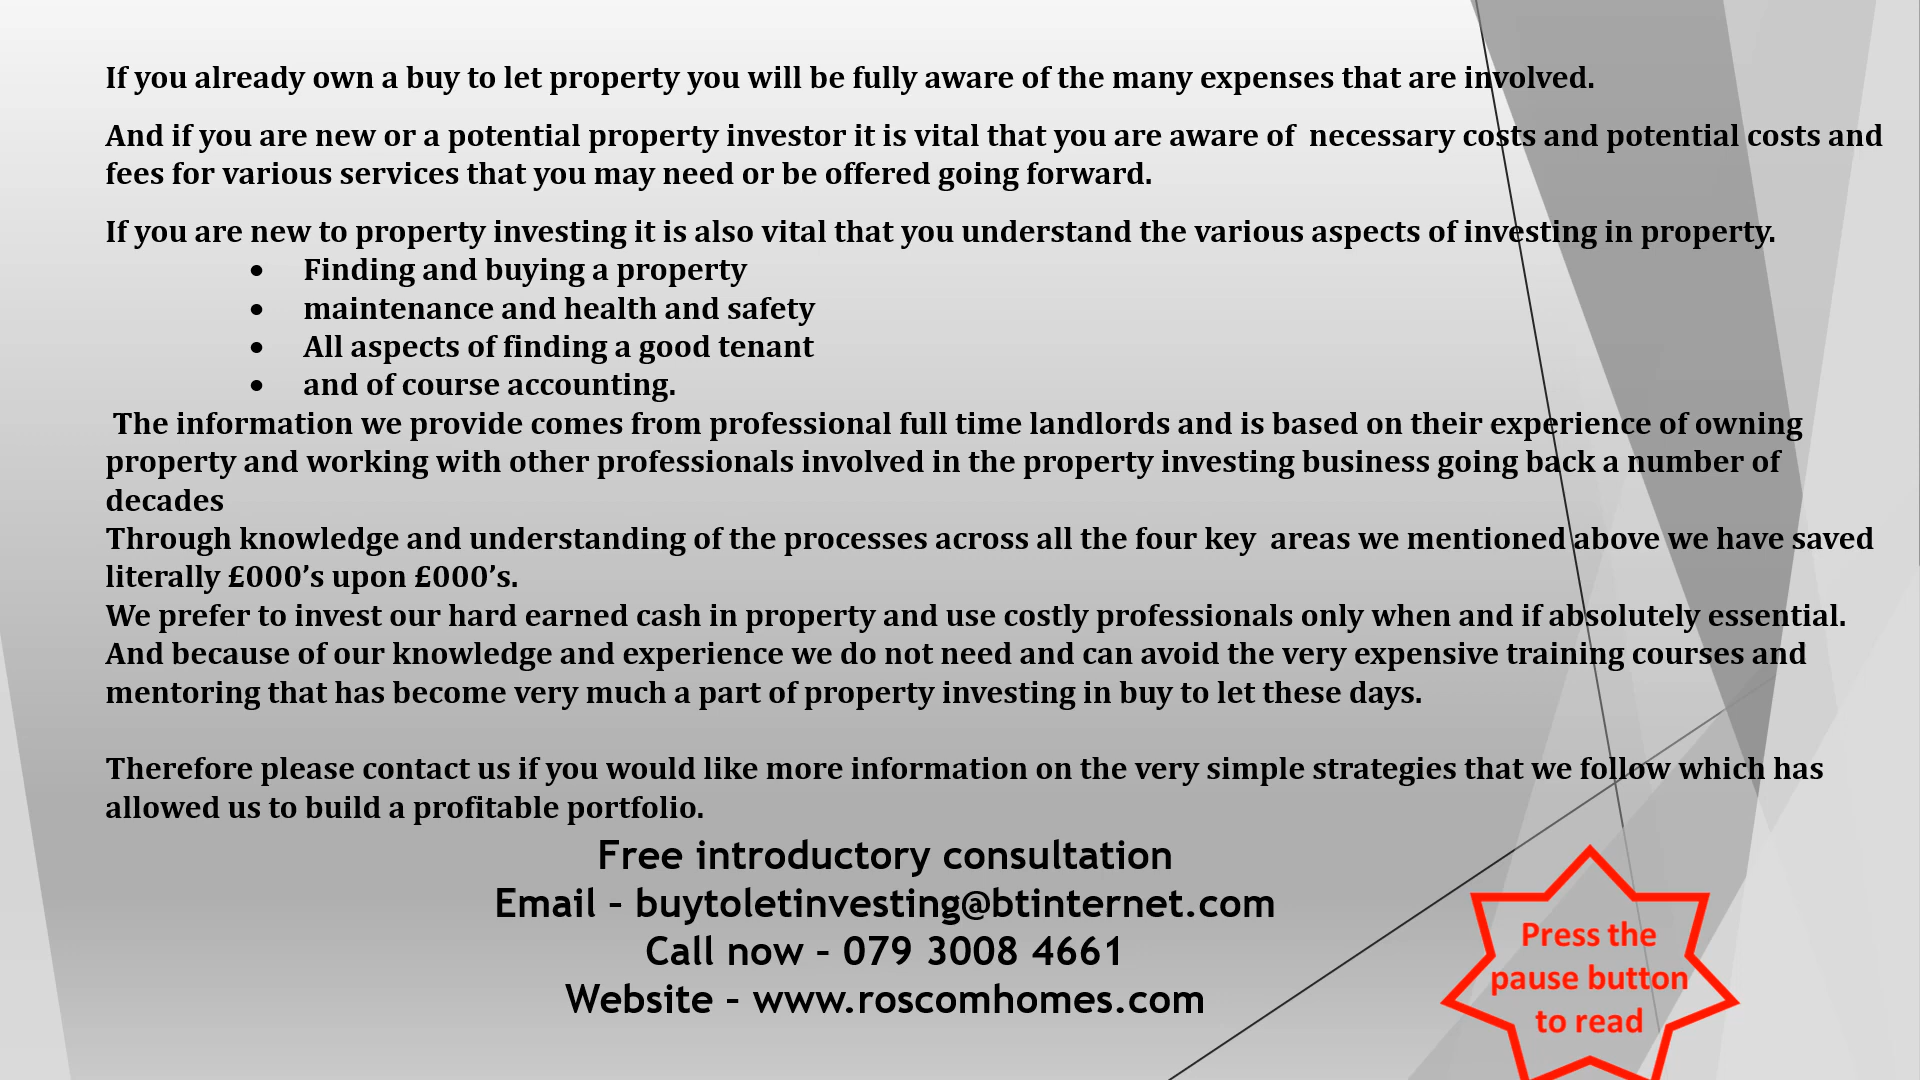 If you already own a buy to let property you will be fully aware of the many expenses that are involved.
And if you are new or a potential property investor it is vital that you are aware of  necessary costs and potential costs and
fees for various services that you may need or be offered going forward.
If you are new to property investing it is also vital that you understand the various aspects of investing in property.
• Finding and buying a property
• maintenance and health and safety
• All aspects of finding a good tenant
• and of course accounting.
The information we provide comes from professional full time landlords and is based on their experience of owning
property and working with other professionals involved in the property investing business going back a number of
decades
Through knowledge and understanding of the processes across all the four key  areas we mentioned above we have saved
literally £000’s upon £000’s.
We prefer to invest our hard earned cash in property and use costly professionals only when and if absolutely essential.
And because of our knowledge and experience we do not need and can avoid the very expensive training courses and
mentoring that has become very much a part of property investing in buy to let these days.
Therefore please contact us if you would like more information on the very simple strategies that we follow which has
allowed us to build a profitable portfolio.
Free introductory consultation
Email – buytoletinvesting@btinternet.com
Call now – 079 3008 4661
Website – www.roscomhomes.com
Press the
pause button
to read